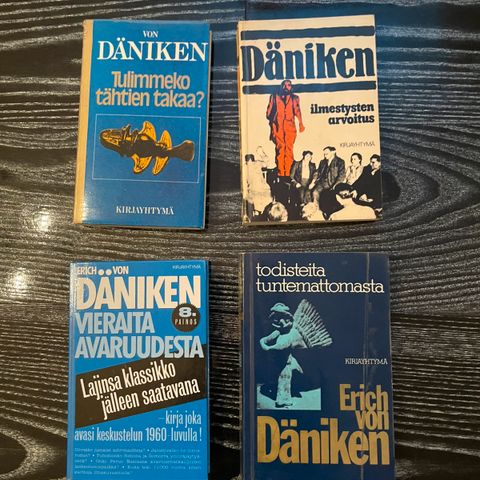 VON
DÄNIKEN
Tulimmeko
tähtien takaa?
KIRJAYHTYMÄ
Däniken
ilmestysten
arvoitus
KIRJAYHTYMÄ
ERICH VON
KIRJAYHTYMÄ
DÄNIKEN
VIERAITA
8.
PAINOS
AVARUUDESTA
Lajinsa klassikko
jälleen saatavana
—kirja joka
avasi keskustelun 1960-luvulla!
todisteita
tuntemattomasta
KIRJAYHTYMÄ
Erich
von
Däniken